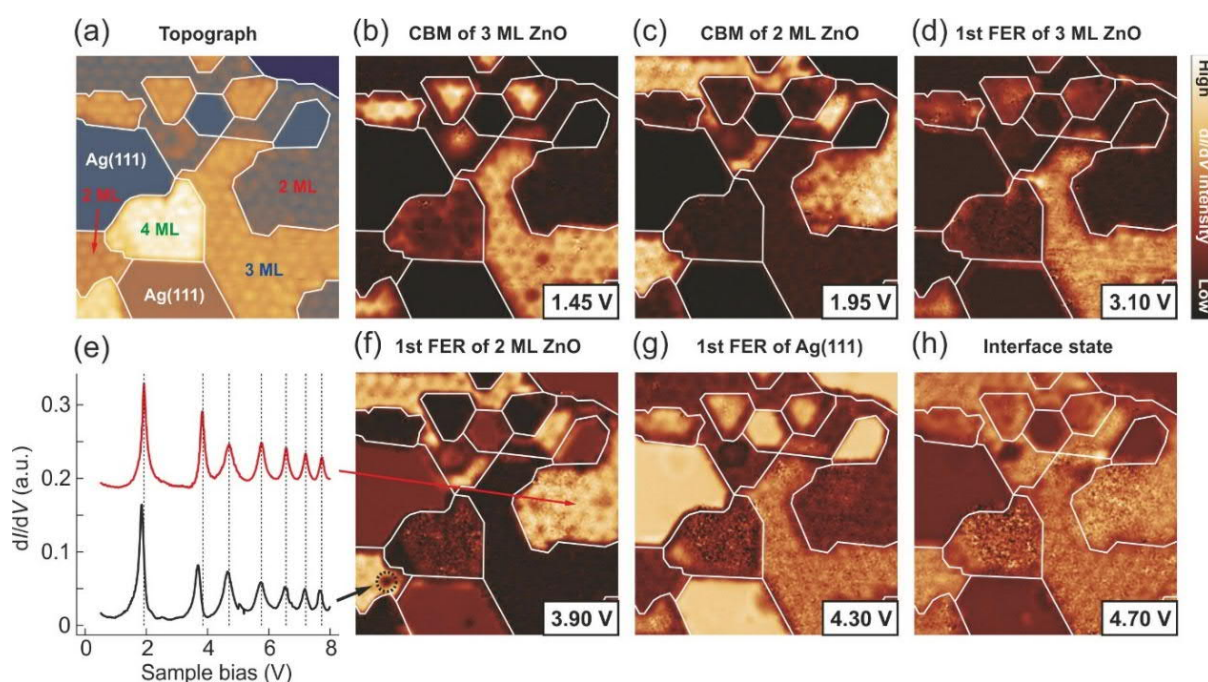 (a) Topograph
(b) CBM of 3 ML ZnO
(c) CBM of 2 ML ZnO
(d) 1st FER of 3 ML ZnO
Ag(111)
2 ML
2 ML
4 ML
3 ML
Ag(111)
1.45 V
1.95 V
3.10 V
High
dI/dV Intensity
Low
(e)
(f) 1st FER of 2 ML ZnO
(g) 1st FER of Ag(111)
(h) Interface state
dI/dV (a.u.)
0.3
0.2
0.1
0
0 2 4 6 8
Sample bias (V)
3.90 V
4.30 V
4.70 V